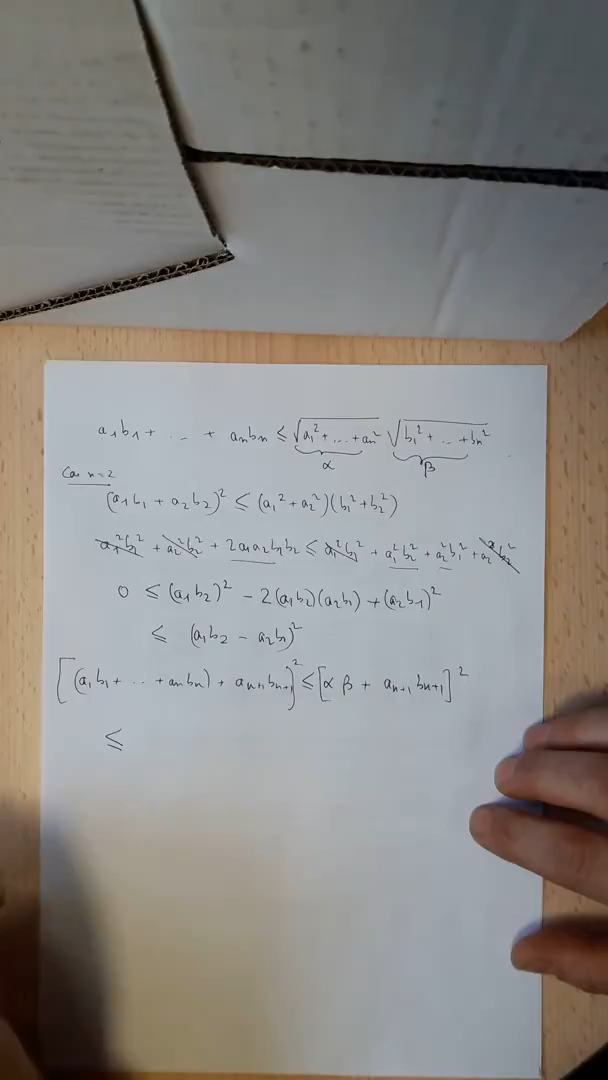 a₁b₁ + ... + aₙbₙ ≤ √(a₁² + ... + aₙ²) √(b₁² + ... + bₙ²)
α β
Cas n=2
(a₁b₁ + a₂b₂)² ≤ (a₁² + a₂²)(b₁² + b₂²)
a₁²b₁² + a₂²b₂² + 2a₁a₂b₁b₂ ≤ a₁²b₁² + a₁²b₂² + a₂²b₁² + a₂²b₂²
0 ≤ (a₁b₂)² - 2(a₁b₂)(a₂b₁) + (a₂b₁)²
≤ (a₁b₂ - a₂b₁)²
[(a₁b₁ + ... + aₙbₙ) + aₙ₊₁bₙ₊₁]² ≤ [α β + aₙ₊₁ bₙ₊₁]²
≤